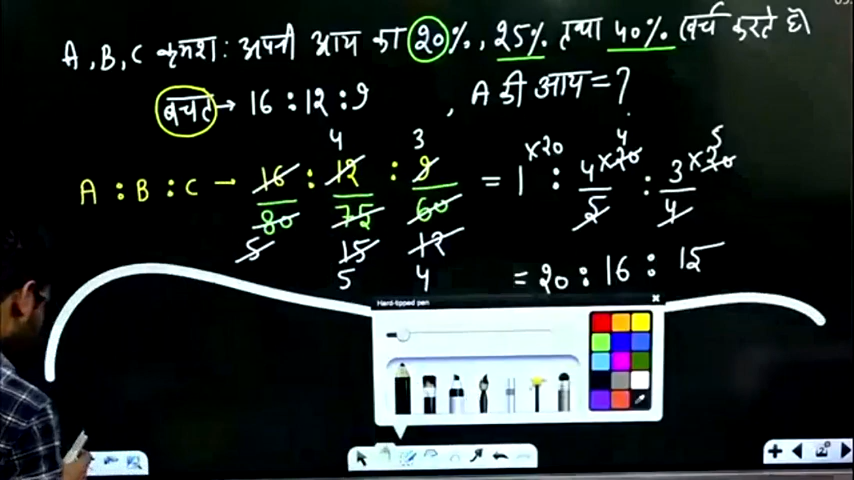 A, B, C क्रमश: अपनी आय का 20%, 25% तथा 40% खर्च करते हैं
बचत → 16 : 12 : 9 , A की आय = ?
4 3 ×20 4 5
A : B : C → 16/80 : 12/75 : 9/60 = 1 : 4/5 ×20 : 3/4 ×20
5 15 12
5 4 = 20 : 16 : 15
Hard-tipped pen